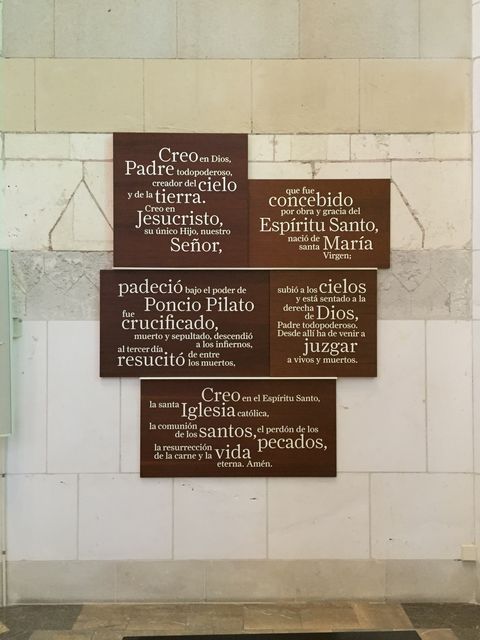 Creo en Dios,
Padre todopoderoso,
creador del cielo
y de la tierra.
Creo en
Jesucristo,
su único Hijo, nuestro
Señor,
que fue
concebido
por obra y gracia del
Espíritu Santo,
nació de
santa María
Virgen;
padeció bajo el poder de
Poncio Pilato
fue
crucificado,
muerto y sepultado, descendió
a los infiernos,
al tercer día
resucitó de entre
los muertos,
subió a los cielos
y está sentado a la
derecha
de Dios,
Padre todopoderoso.
Desde allí ha de venir a
juzgar
a vivos y muertos.
Creo en el Espíritu Santo,
la santa Iglesia católica,
la comunión
de los santos, el perdón de los
pecados,
la resurrección
de la carne y la vida
eterna. Amén.